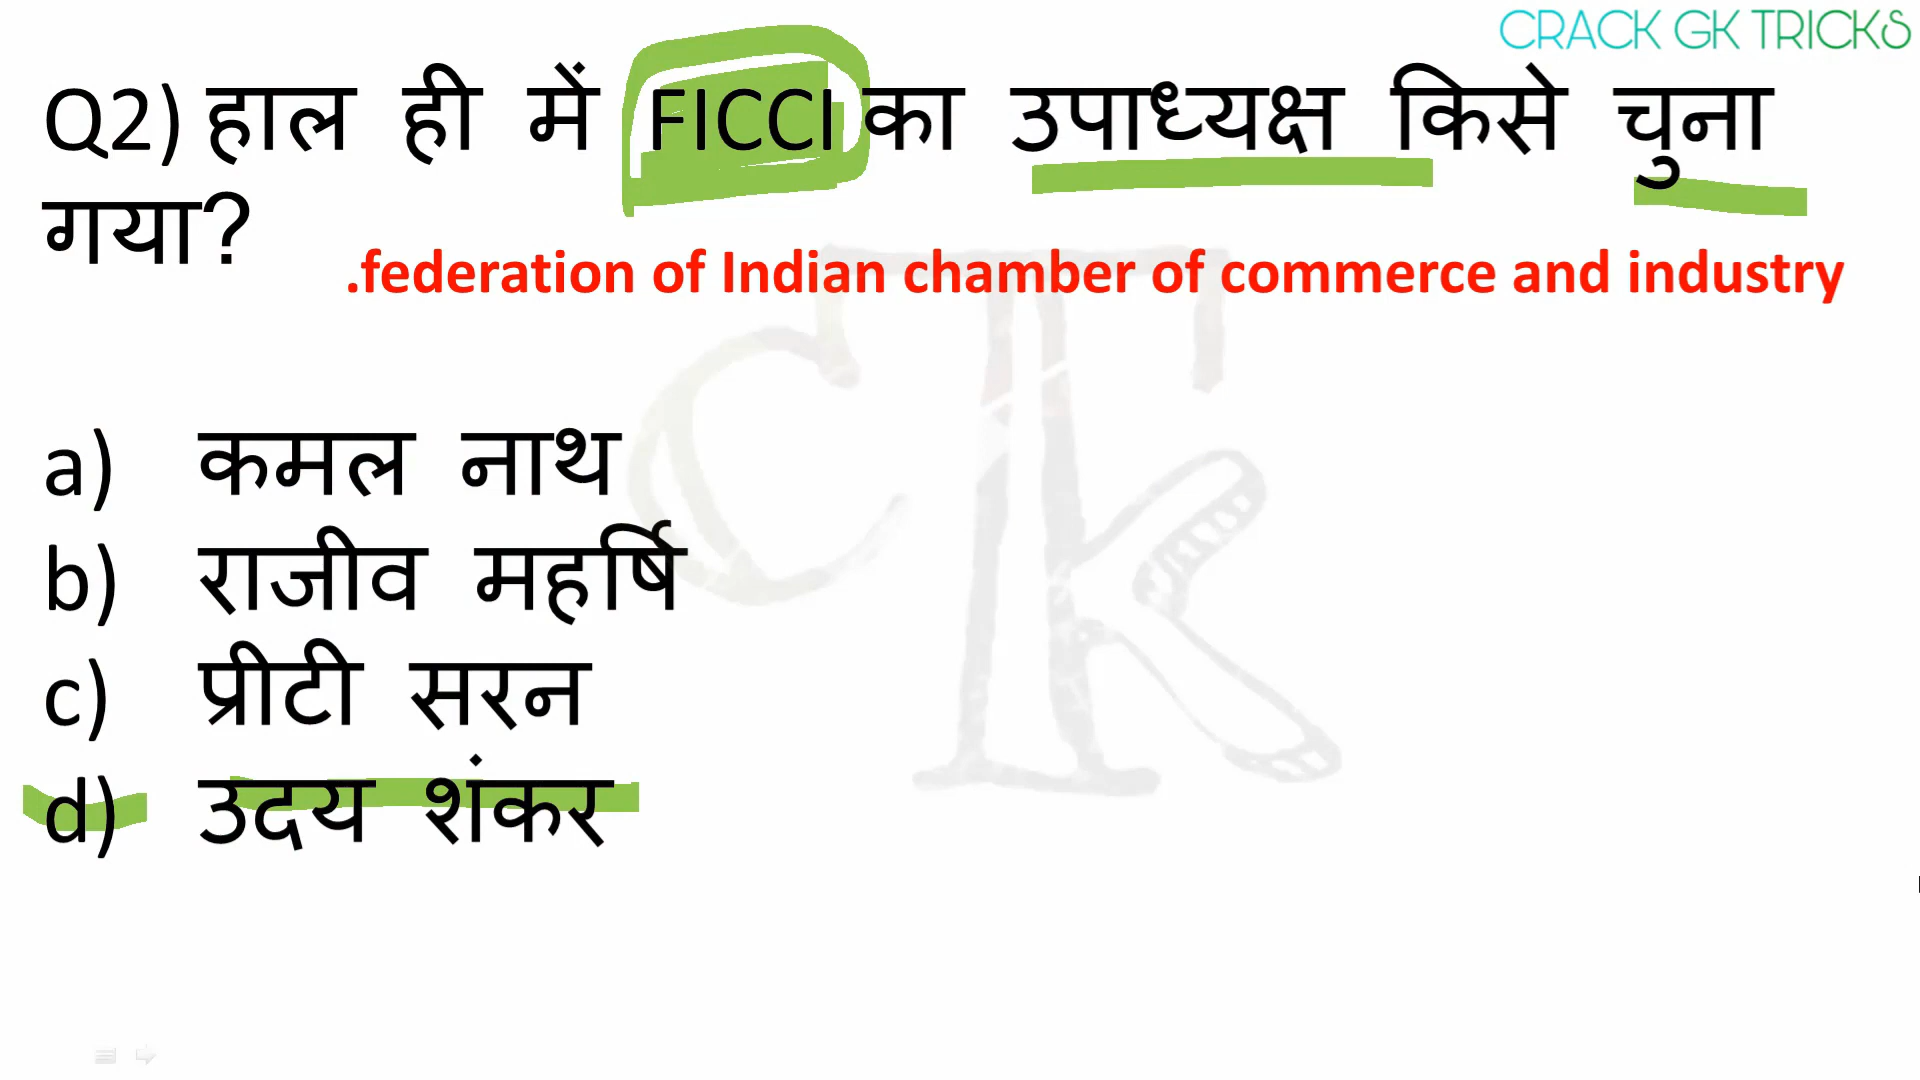 CRACK GK TRICKS
Q2) हाल ही में FICCI का उपाध्यक्ष किसे चुना
गया?
.federation of Indian chamber of commerce and industry
a) कमल नाथ
b) राजीव महर्षि
c) प्रीटी सरन
d) उदय शंकर
CTK